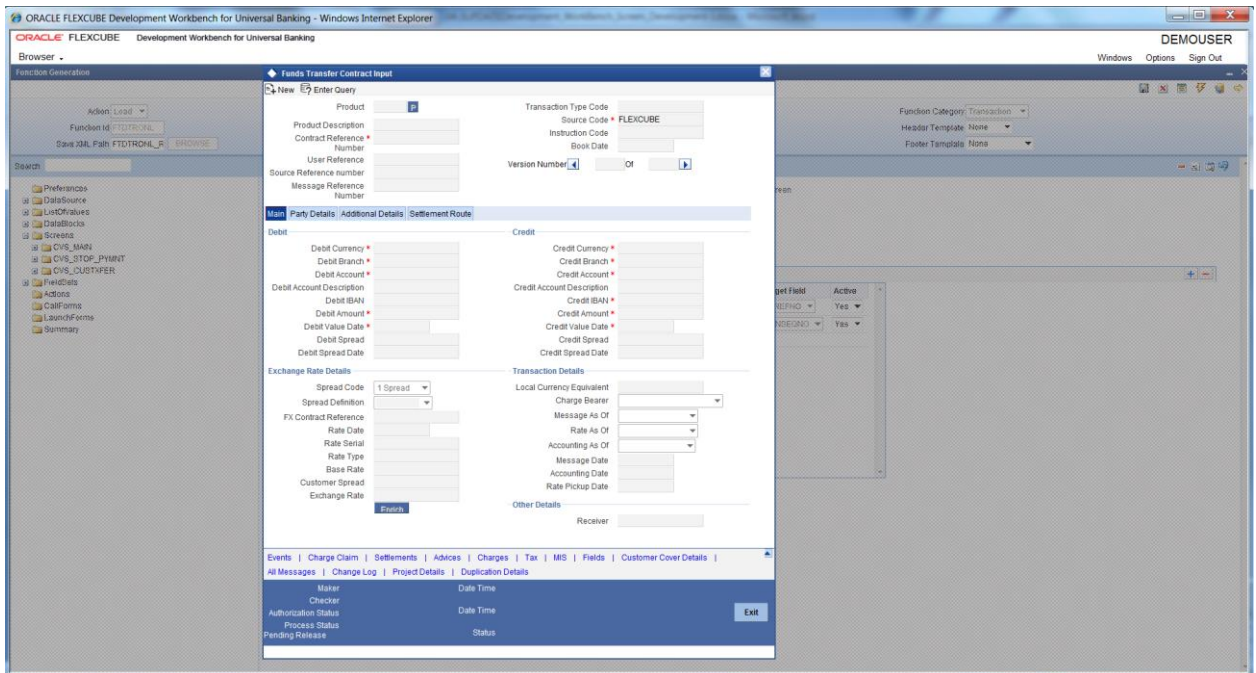 ORACLE FLEXCUBE Development Workbench for Universal Banking - Windows Internet Explorer
ORACLE FLEXCUBE Development Workbench for Universal Banking DEMOUSER
Browser Windows Options Sign Out
Function Generation
Action Load
Function Id FTDTRONL
Save XML Path FTDTRONL_R BROWSE
Function Category Transaction
Header Template None
Footer Template None
Search
Preferences
DataSource
ListOfValues
DataBlocks
Screens
CVS_MAIN
CVS_STOP_PYMNT
CVS_CUSTXFER
FieldSets
Actions
CallForms
LaunchForms
Summary
Funds Transfer Contract Input
New Enter Query
Product P Transaction Type Code
Source Code * FLEXCUBE
Product Description
Instruction Code
Contract Reference * Number
Book Date
User Reference
Version Number Of
Source Reference number
Message Reference Number
Main Party Details Additional Details Settlement Route
Debit Credit
Debit Currency * Credit Currency *
Debit Branch * Credit Branch *
Debit Account * Credit Account *
Debit Account Description Credit Account Description
Debit IBAN Credit IBAN *
Debit Amount * Credit Amount *
Debit Value Date * Credit Value Date *
Debit Spread Credit Spread
Debit Spread Date Credit Spread Date
Exchange Rate Details Transaction Details
Spread Code 1 Spread Local Currency Equivalent
Spread Definition Charge Bearer
FX Contract Reference Message As Of
Rate Date Rate As Of
Rate Serial Accounting As Of
Rate Type Message Date
Base Rate Accounting Date
Customer Spread Rate Pickup Date
Exchange Rate
Enrich
Other Details
Receiver
Events | Charge Claim | Settlements | Advices | Charges | Tax | MIS | Fields | Customer Cover Details |
All Messages | Change Log | Project Details | Duplication Details
Maker Date Time
Checker
Authorization Status Date Time
Process Status
Pending Release Status
Exit
reen
get Field Active
Yes
Yes